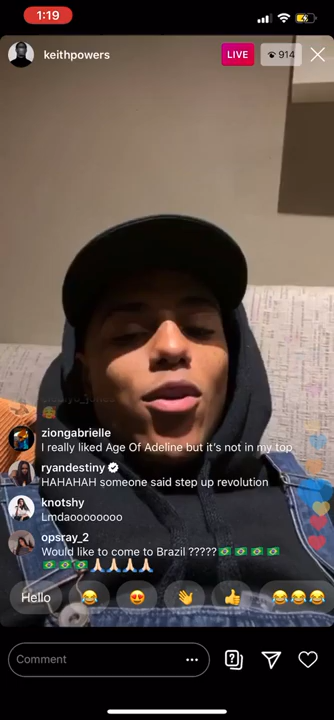 1:19
keithpowers
LIVE
914
ziongabrielle
I really liked Age Of Adeline but it's not in my top
ryandestiny
HAHAHAH someone said step up revolution
knotshy
Lmdaoooooooo
opsray_2
Would like to come to Brazil ?????🇧🇷🇧🇷🇧🇷🇧🇷
🇧🇷🇧🇷🇧🇷🙏🏻🙏🏻🙏🏻🙏🏻
Hello
Comment